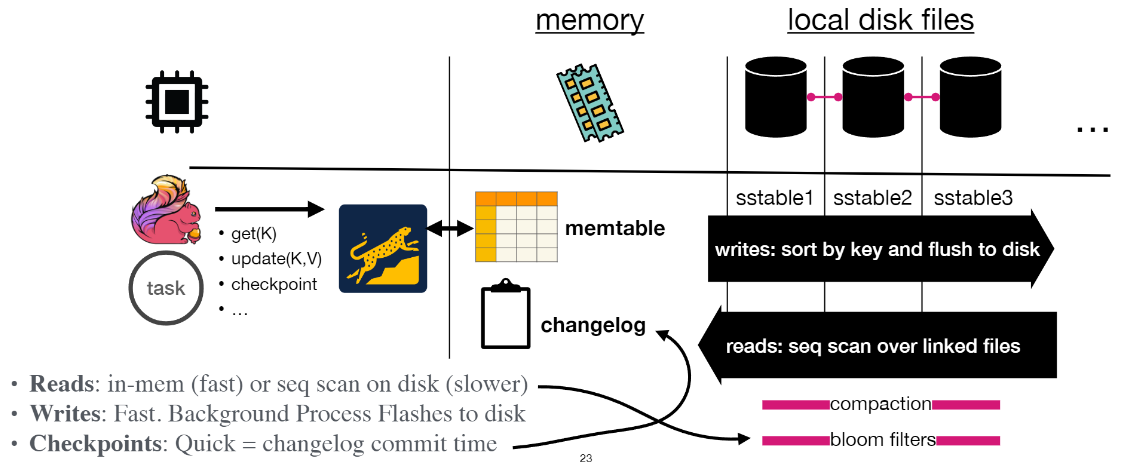 memory
local disk files
...
sstable1
sstable2
sstable3
• get(K)
• update(K,V)
• checkpoint
• ...
task
memtable
changelog
writes: sort by key and flush to disk
reads: seq scan over linked files
• Reads: in-mem (fast) or seq scan on disk (slower)
• Writes: Fast. Background Process Flashes to disk
• Checkpoints: Quick = changelog commit time
compaction
bloom filters
23